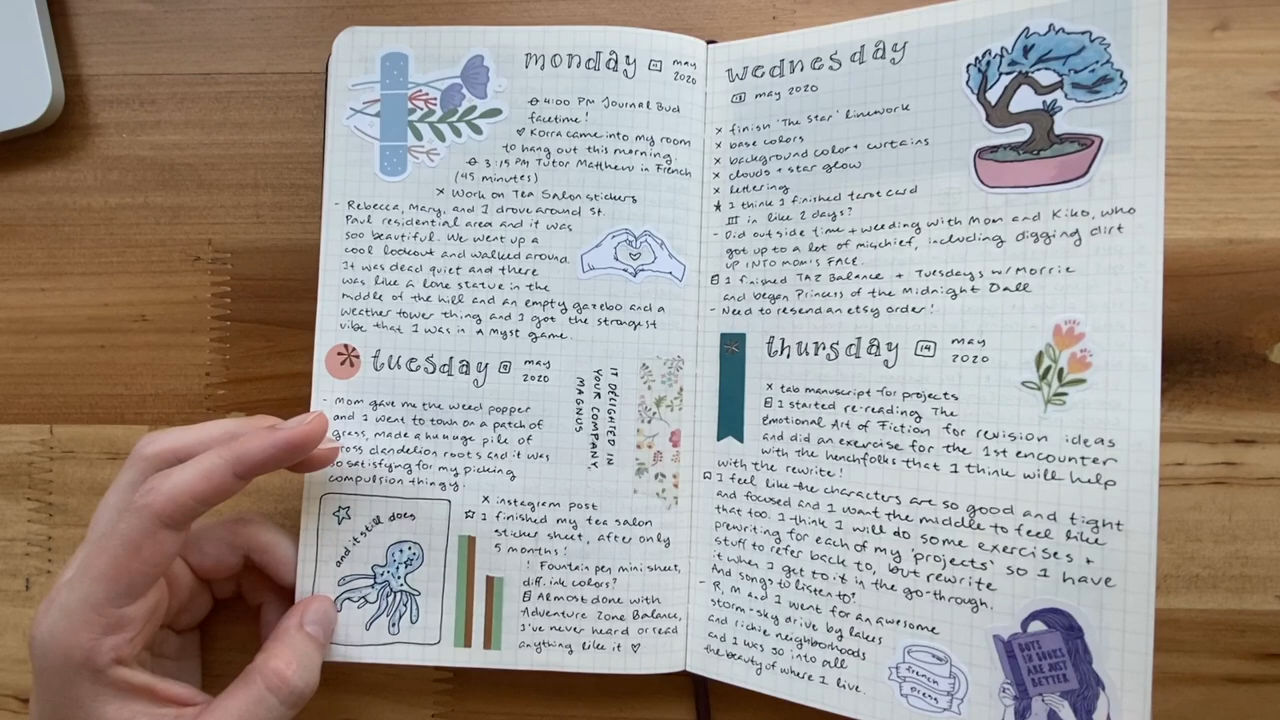 monday 11 may
2020
⊖ 4:00 PM Journal Bud
facetime!
♡ Korra came into my room
to hang out this morning.
⊖ 3:15 PM Tutor Matthew in French
(45 minutes)
x Work on Tea Salon stickers
- Rebecca, Mary, and I drove around St.
Paul residential area and it was
soo beautiful. We went up a
cool lookout and walked around.
It was dead quiet and there
was like a lone statue in the
middle of the hill and an empty gazebo and a
weather tower thing and I got the strongest
vibe that I was in a Myst game.
tuesday may
2020
- Mom gave me the weed popper
and I went to town on a patch of
grass, made a huuuge pile of
gross dandelion roots and it was
so satisfying for my picking
compulsion thingy.
IT DELIGHTED IN
YOUR COMPANY,
MAGNUS
and it still does
x instagram post
☆ I finished my tea salon
sticker sheet, after only
5 months!
! Fountain pen mini sheet,
diff. ink colors?
Almost done with
Adventure Zone Balance,
I've never heard or read
anything like it ♡
wednesday
13 may 2020
x finish 'The Star' linework
x base colors
x background color + curtains
x clouds + star glow
x lettering
★ I think I finished tarot card
III in like 2 days?
- Did outside time + weeding with Mom and Kiko, who
got up to a lot of mischief, including digging dirt
UP INTO MOM'S FACE.
I finished TAZ Balance + Tuesdays w/ Morrie
and began Princess of the Midnight Ball
- Need to resend an etsy order!
thursday 14 may
2020
x tab manuscript for projects
I started re-reading The
Emotional Art of Fiction for revision ideas
and did an exercise for the 1st encounter
with the henchfolks that I think will help
with the rewrite!
I feel like the characters are so good and tight
and focused and I want the middle to feel like
that too. I think I will do some exercises +
prewriting for each of my 'projects' so I have
stuff to refer back to, but rewrite
it when I get to it in the go-through.
And songs to listen to!
- R, M and I went for an awesome
storm-sky drive by lakes
and richie neighborhoods
and I was so into all
the beauty of where I live.
french
press
BOYS
IN BOOKS
ARE JUST
BETTER